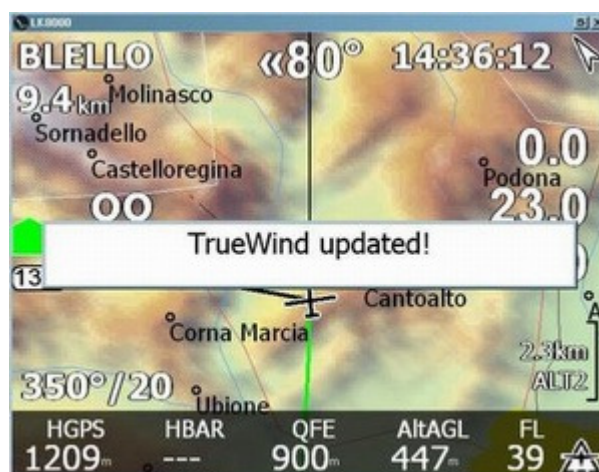 LK8000
BLELLO «80° 14:36:12
9.4km
Molinasco
Sornadello
Castelloregina
0.0
Podona
23.0
TrueWind updated!
13
Cantoalto
Corna Marcia
2.3km
350°/20
ALT2
Ubione
HGPS HBAR QFE AltAGL FL
1209m --- 900m 447m 39